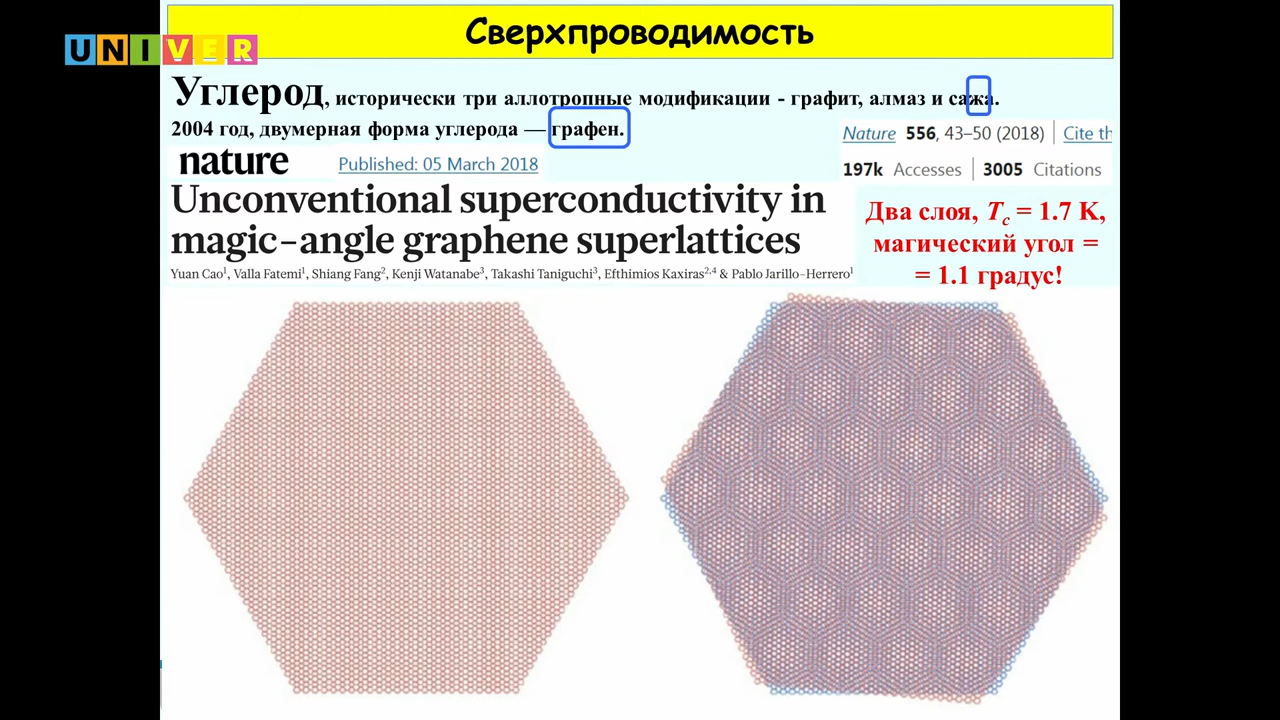 Сверхпроводимость
UNIVER
Углерод, исторически три аллотропные модификации - графит, алмаз и сажа.
2004 год, двумерная форма углерода — графен.
Nature 556, 43–50 (2018) | Cite th
nature Published: 05 March 2018
197k Accesses | 3005 Citations
Unconventional superconductivity in
magic-angle graphene superlattices
Yuan Cao¹, Valla Fatemi¹, Shiang Fang², Kenji Watanabe³, Takashi Taniguchi³, Efthimios Kaxiras²,⁴ & Pablo Jarillo-Herrero¹
Два слоя, Tc = 1.7 K,
магический угол =
= 1.1 градус!